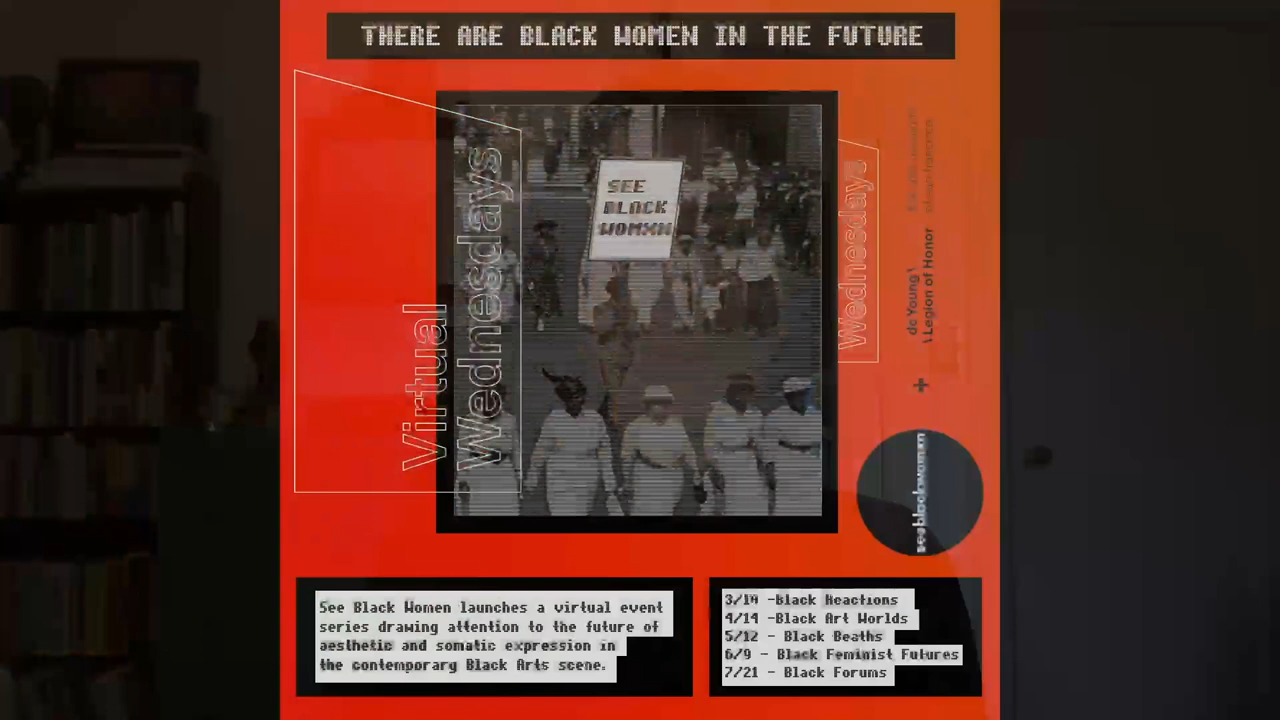 THERE ARE BLACK WOMEN IN THE FUTURE
SEE
BLACK
WOMXN
Virtual
Wednesdays
Wednesdays
de Young \
\ Legion of Honor
+
seeblackwomxn
See Black Women launches a virtual event
series drawing attention to the future of
aesthetic and somatic expression in
the contemporary Black Arts scene.
-Black Reactions
4/14 -Black Art Worlds
5/12 - Black Deaths
6/9 - Black Feminist Futures
7/21 - Black Forums